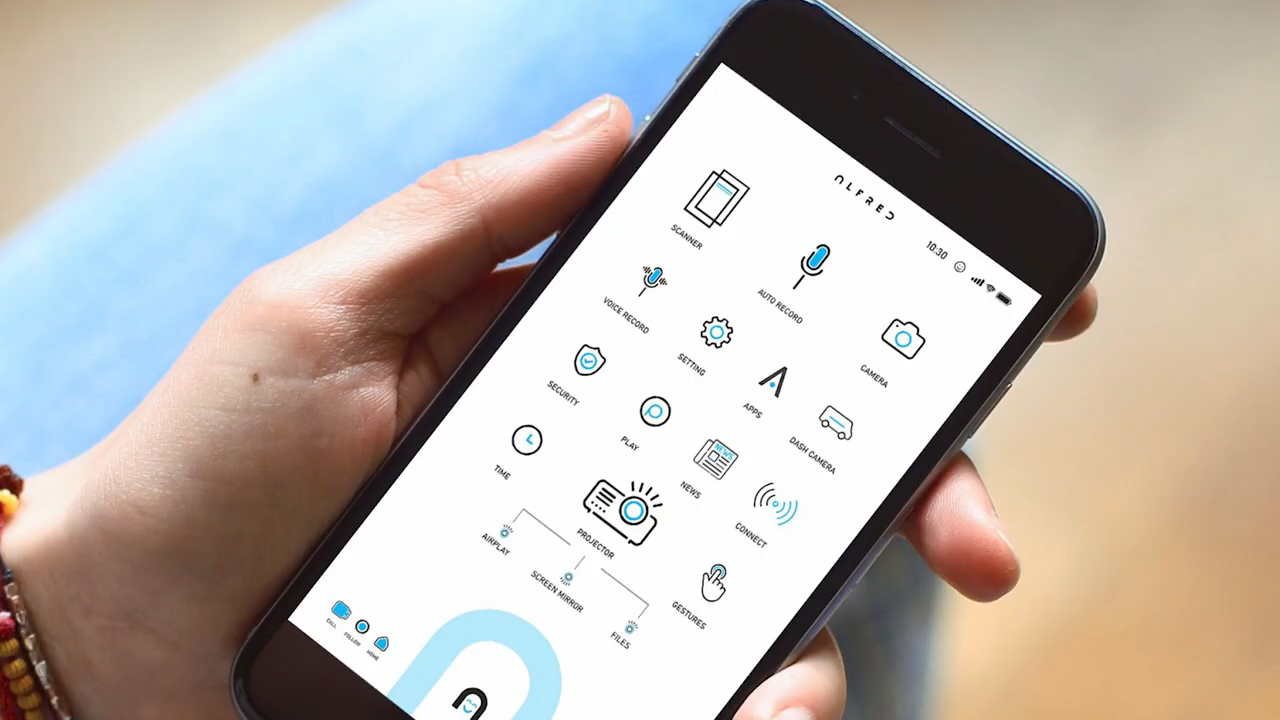 ALFRED
10:30
SCANNER
AUTO RECORD
CAMERA
VOICE RECORD
SETTING
APPS
DASH CAMERA
SECURITY
PLAY
NEWS
NEWS
CONNECT
TIME
PROJECTOR
GESTURES
AIRPLAY
SCREEN MIRROR
FILES
CALL
FOLLOW
HOME